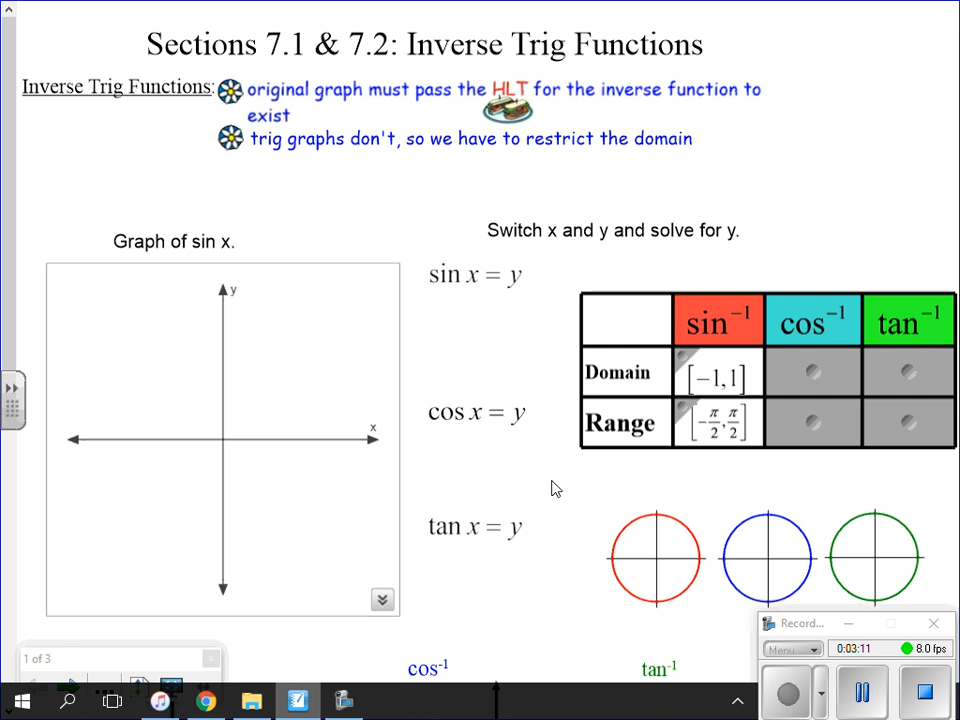 Sections 7.1 & 7.2: Inverse Trig Functions
Inverse Trig Functions: original graph must pass the HLT for the inverse function to
exist
trig graphs don't, so we have to restrict the domain
Switch x and y and solve for y.
Graph of sin x.
sin x = y
y
x
cos x = y
tan x = y
sin⁻¹ cos⁻¹ tan⁻¹
Domain [−1,1]
Range [-π/2, π/2]
1 of 3
cos⁻¹
tan⁻¹
Record...
Menu 0:03:11 8.0 fps